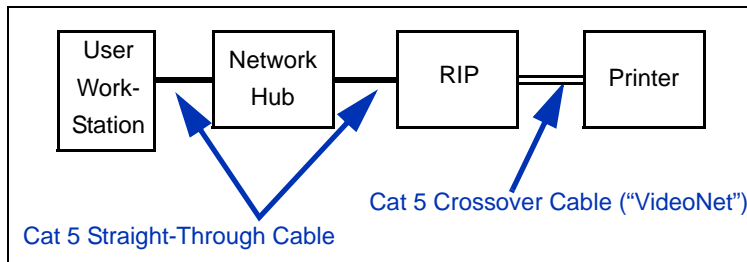 User
Work-
Station
Network
Hub
RIP
Printer
Cat 5 Crossover Cable (“VideoNet”)
Cat 5 Straight-Through Cable